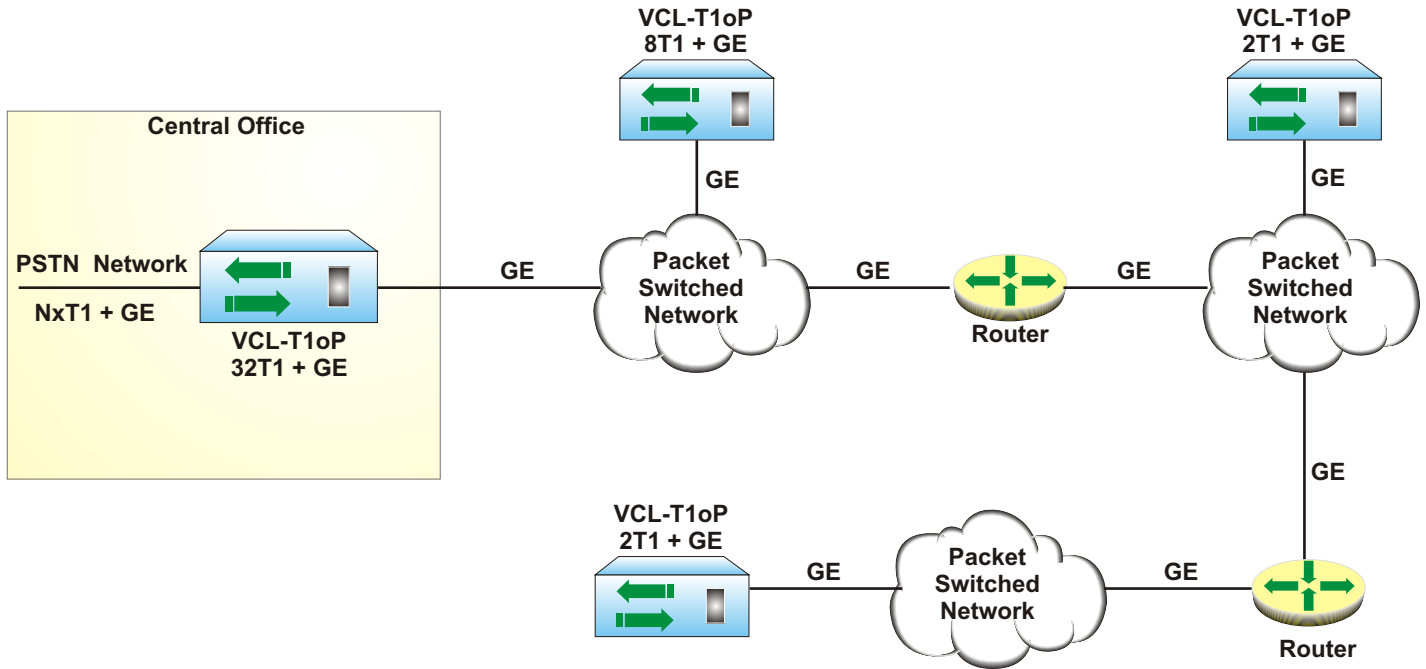 VCL-T1oP
8T1 + GE
VCL-T1oP
2T1 + GE
Central Office
GE
GE
PSTN Network
NxT1 + GE
VCL-T1oP
32T1 + GE
GE
Packet
Switched
Network
GE
Router
GE
Packet
Switched
Network
GE
VCL-T1oP
2T1 + GE
GE
Packet
Switched
Network
GE
Router